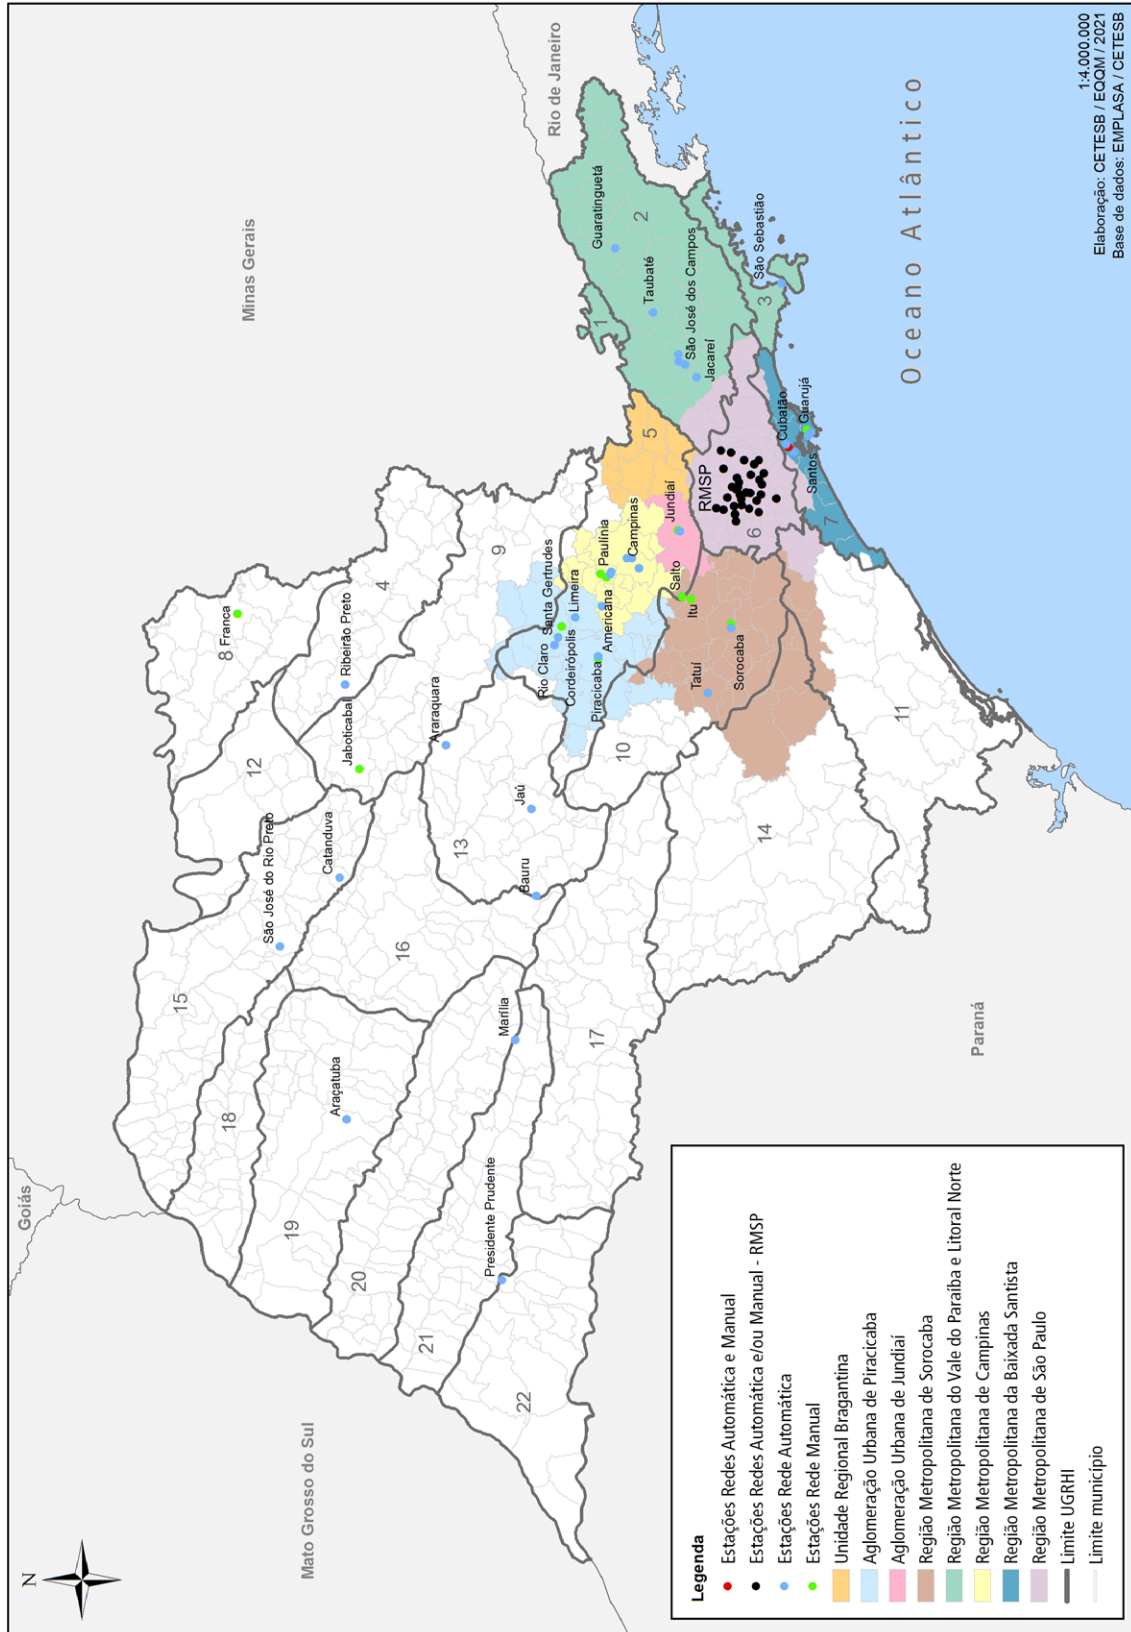 Goiás
Minas Gerais
Mato Grosso do Sul
Rio de Janeiro
Paraná
Oceano Atlântico
N
15
18
19
20
21
22
16
17
12
8
4
13
9
10
14
11
5
1
2
3
6
7
Franca
Ribeirão Preto
Jaboticabal
São José do Rio Preto
Catanduva
Araçatuba
Araraquara
Jaú
Bauru
Marília
Presidente Prudente
Rio Claro
Santa Gertrudes
Cordeirópolis
Limeira
Piracicaba
Americana
Paulínia
Campinas
Jundiaí
Salto
Itu
Sorocaba
Tatuí
RMSP
Guaratinguetá
Taubaté
São José dos Campos
Jacareí
São Sebastião
Cubatão
Guarujá
Santos
Legenda
Estações Redes Automática e Manual
Estações Redes Automática e/ou Manual - RMSP
Estações Rede Automática
Estações Rede Manual
Unidade Regional Bragantina
Aglomeração Urbana de Piracicaba
Aglomeração Urbana de Jundiaí
Região Metropolitana de Sorocaba
Região Metropolitana do Vale do Paraíba e Litoral Norte
Região Metropolitana de Campinas
Região Metropolitana da Baixada Santista
Região Metropolitana de São Paulo
Limite UGRHI
Limite município
1:4.000.000
Elaboração: CETESB / EQQM / 2021
Base de dados: EMPLASA / CETESB